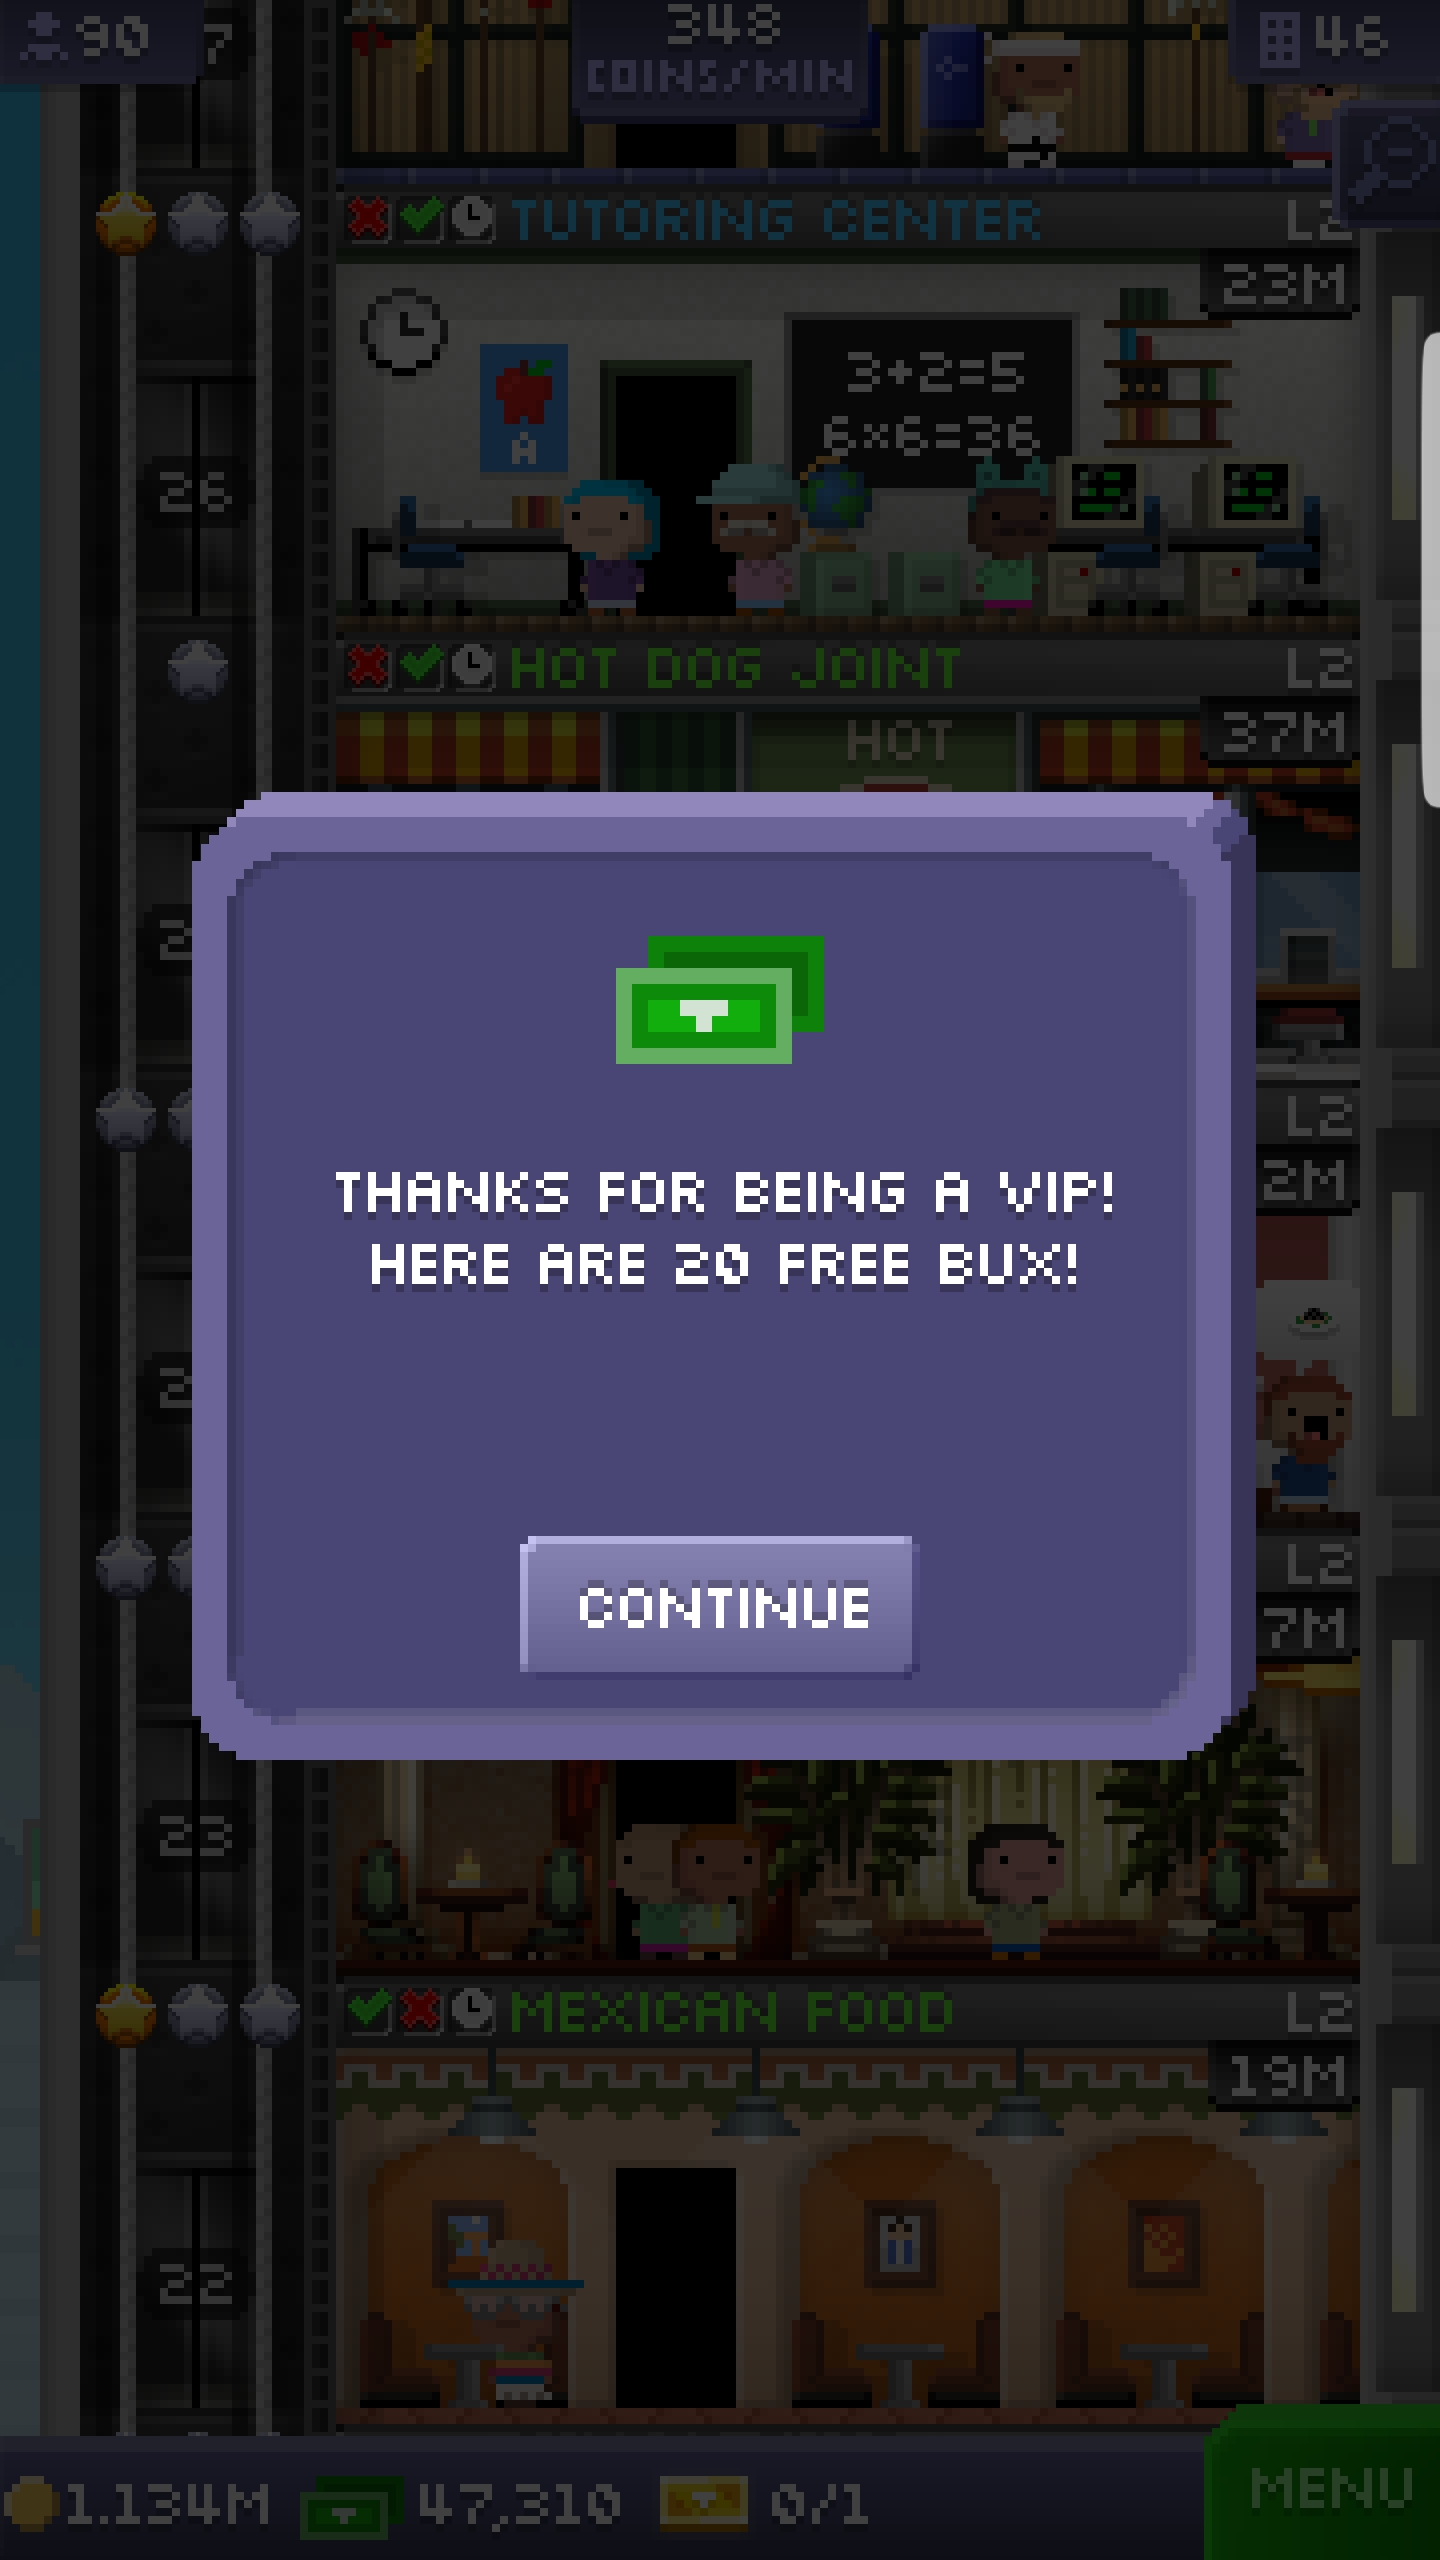 90
7
348
COINS/MIN
46
TUTORING CENTER
L2
23M
3+2=5
6×6=36
A
26
HOT DOG JOINT
L2
37M
HOT
L2
2M
THANKS FOR BEING A VIP!
HERE ARE 20 FREE BUX!
CONTINUE
L2
7M
23
MEXICAN FOOD
L2
19M
22
1.134M
47,310
0/1
MENU